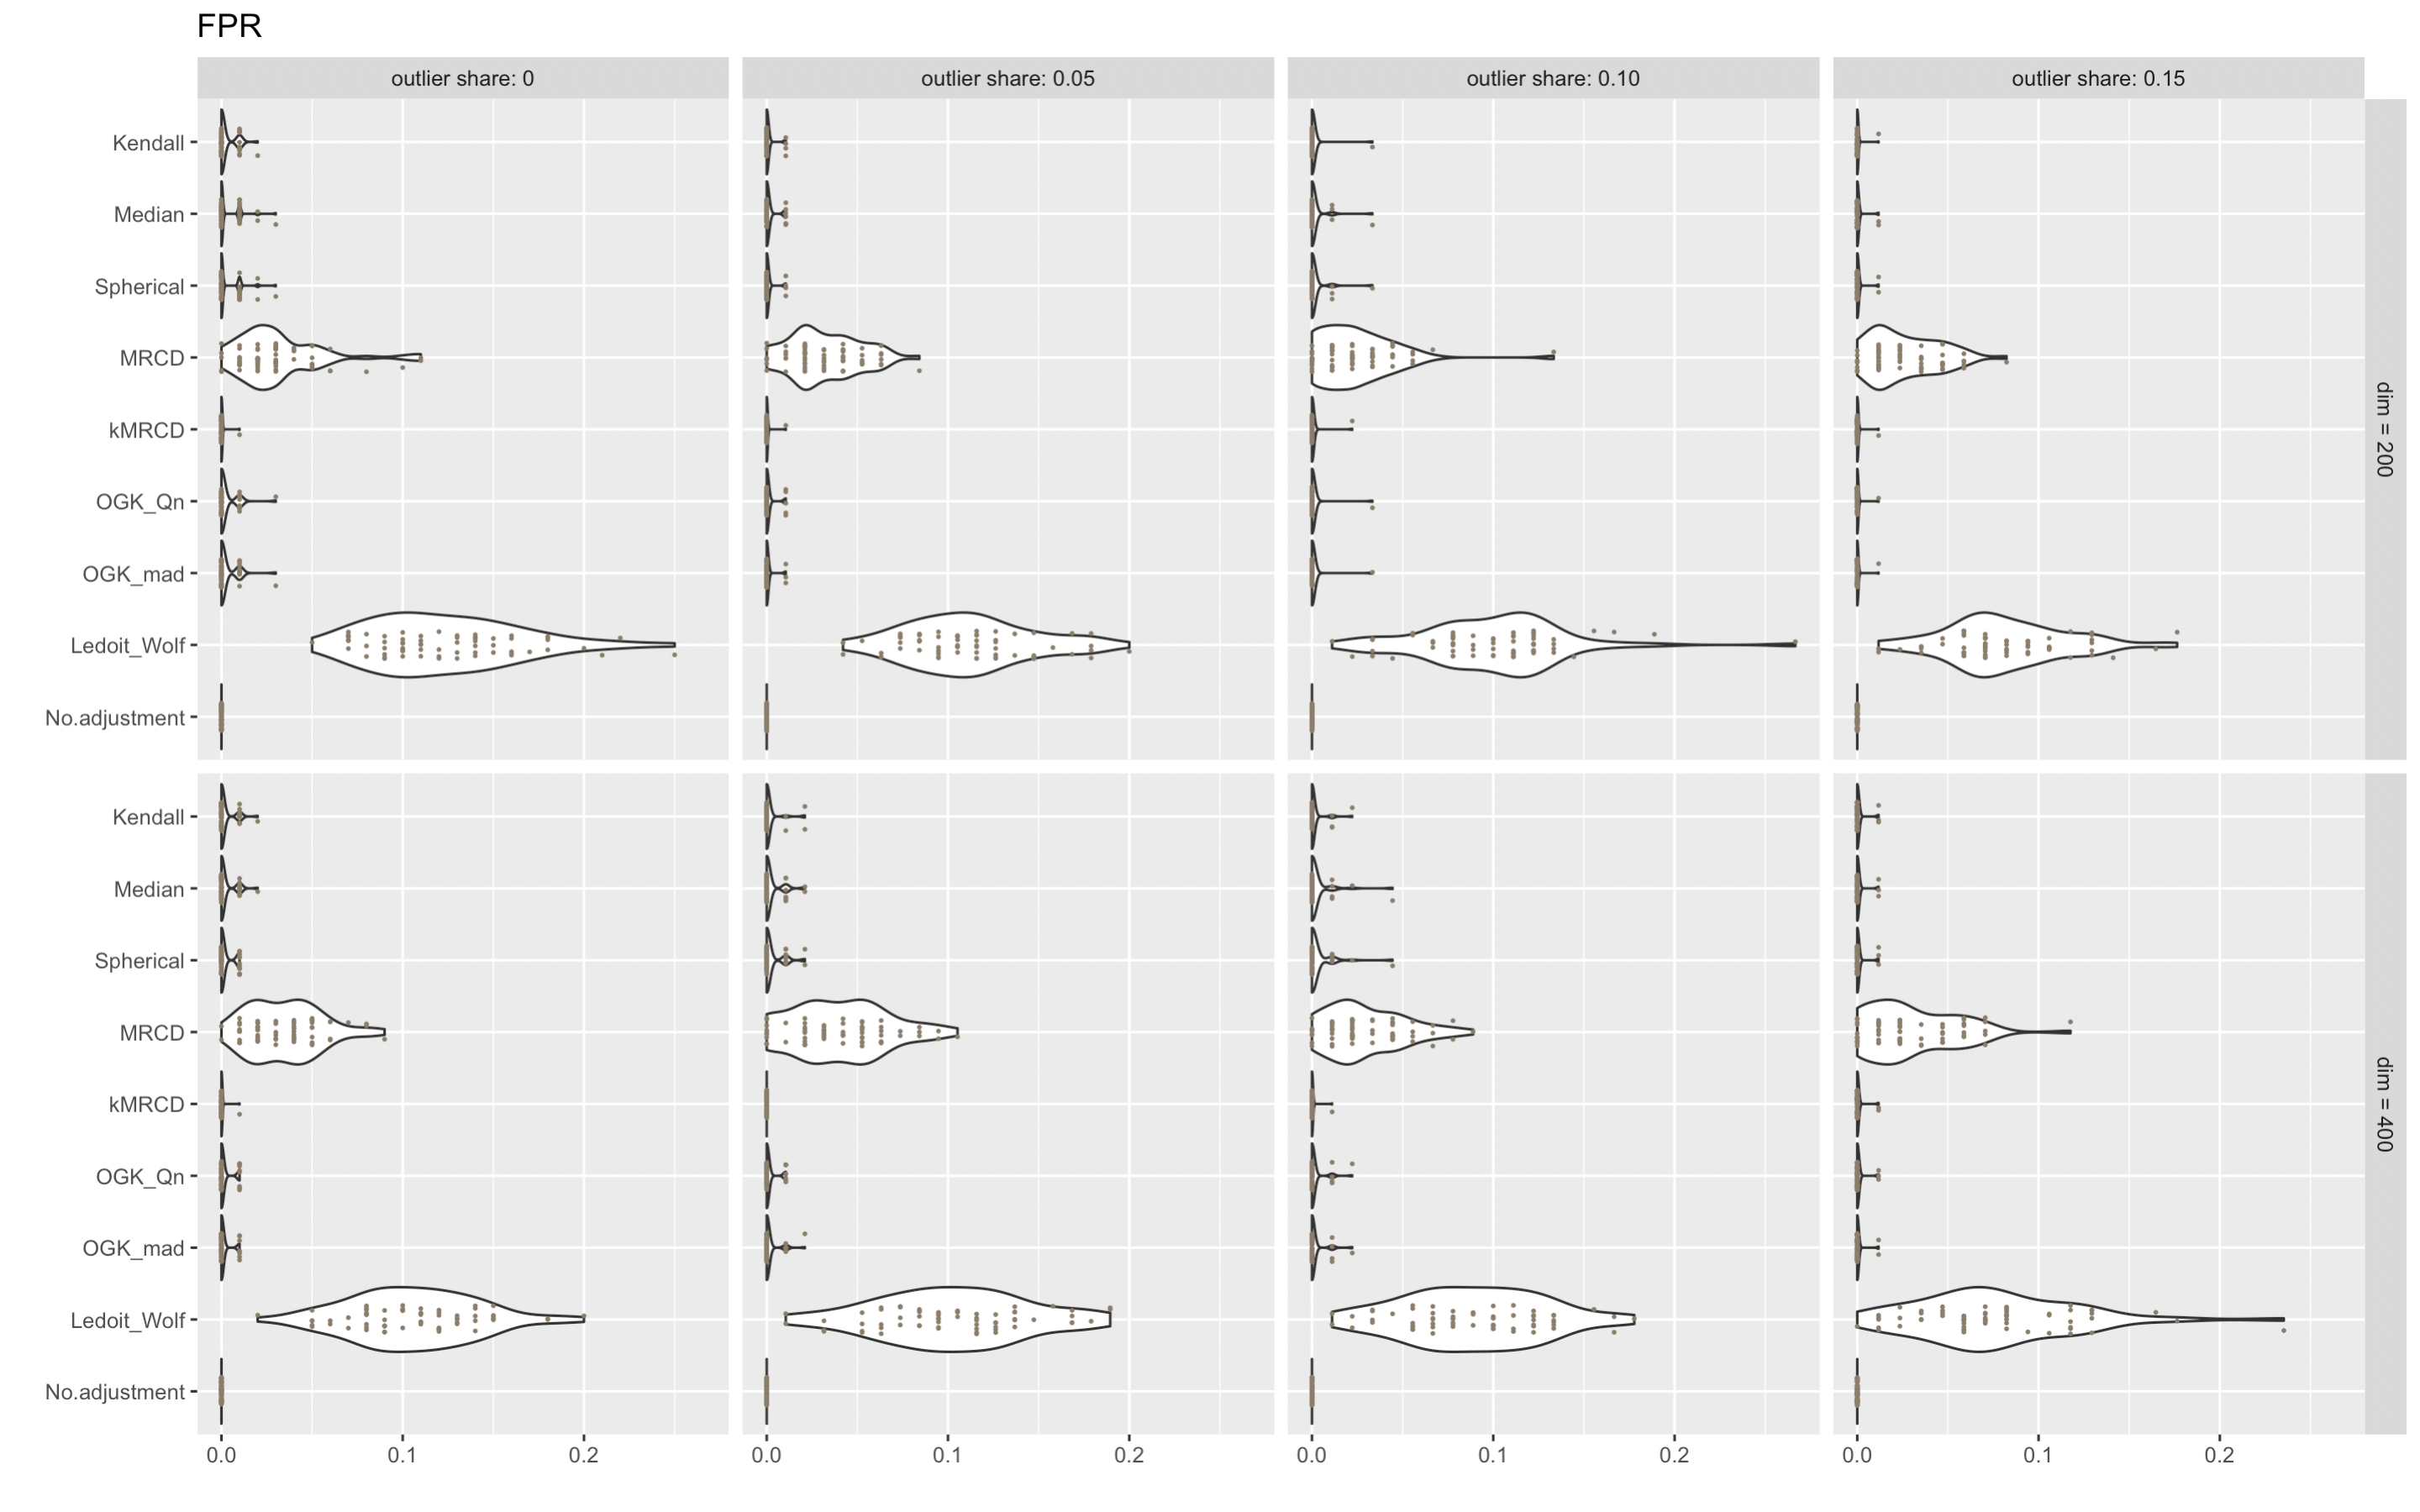 FPR
outlier share: 0
outlier share: 0.05
outlier share: 0.10
outlier share: 0.15
Kendall
Median
Spherical
MRCD
kMRCD
OGK_Qn
OGK_mad
Ledoit_Wolf
No.adjustment
dim = 200
Kendall
Median
Spherical
MRCD
kMRCD
OGK_Qn
OGK_mad
Ledoit_Wolf
No.adjustment
dim = 400
0.0 0.1 0.2
0.0 0.1 0.2
0.0 0.1 0.2
0.0 0.1 0.2